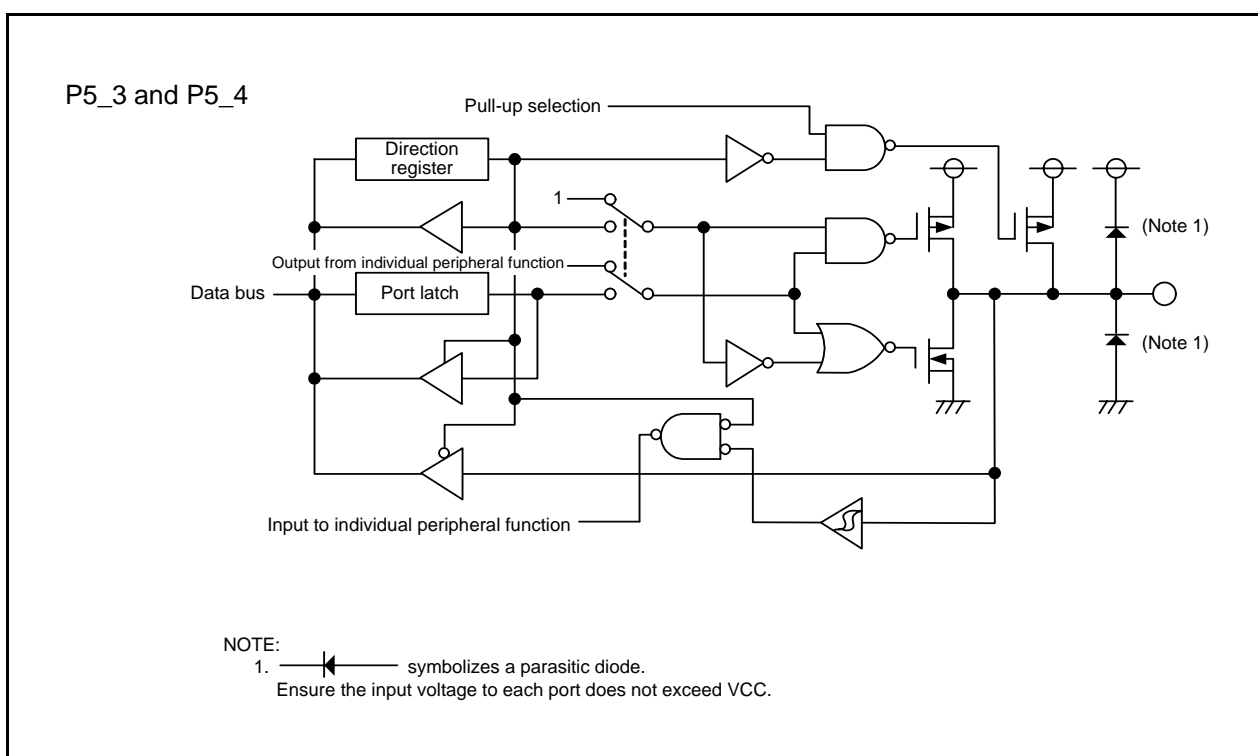 P5_3 and P5_4
Pull-up selection
Direction
register
1
(Note 1)
Output from individual peripheral function
Data bus
Port latch
(Note 1)
Input to individual peripheral function
NOTE:
1. symbolizes a parasitic diode.
Ensure the input voltage to each port does not exceed VCC.